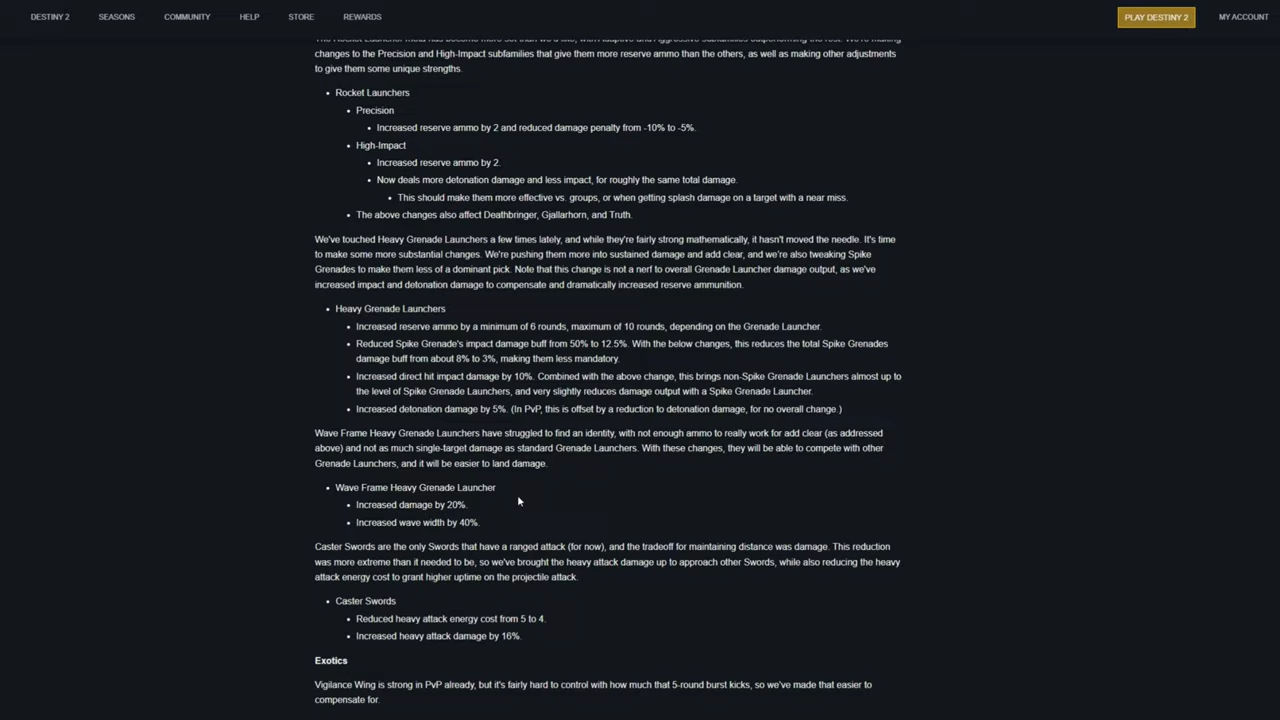 DESTINY 2 SEASONS COMMUNITY HELP STORE REWARDS PLAY DESTINY 2 MY ACCOUNT
The Rocket Launcher meta has become more set than we'd like, with Adaptive and Aggressive subfamilies outperforming the rest. We're making
changes to the Precision and High-Impact subfamilies that give them more reserve ammo than the others, as well as making other adjustments
to give them some unique strengths.
• Rocket Launchers
• Precision
• Increased reserve ammo by 2 and reduced damage penalty from -10% to -5%.
• High-Impact
• Increased reserve ammo by 2.
• Now deals more detonation damage and less impact, for roughly the same total damage.
• This should make them more effective vs. groups, or when getting splash damage on a target with a near miss.
• The above changes also affect Deathbringer, Gjallarhorn, and Truth.
We've touched Heavy Grenade Launchers a few times lately, and while they're fairly strong mathematically, it hasn't moved the needle. It's time
to make some more substantial changes. We're pushing them more into sustained damage and add clear, and we're also tweaking Spike
Grenades to make them less of a dominant pick. Note that this change is not a nerf to overall Grenade Launcher damage output, as we've
increased impact and detonation damage to compensate and dramatically increased reserve ammunition.
• Heavy Grenade Launchers
• Increased reserve ammo by a minimum of 6 rounds, maximum of 10 rounds, depending on the Grenade Launcher.
• Reduced Spike Grenade's impact damage buff from 50% to 12.5%. With the below changes, this reduces the total Spike Grenades
damage buff from about 8% to 3%, making them less mandatory.
• Increased direct hit impact damage by 10%. Combined with the above change, this brings non-Spike Grenade Launchers almost up to
the level of Spike Grenade Launchers, and very slightly reduces damage output with a Spike Grenade Launcher.
• Increased detonation damage by 5%. (In PvP, this is offset by a reduction to detonation damage, for no overall change.)
Wave Frame Heavy Grenade Launchers have struggled to find an identity, with not enough ammo to really work for add clear (as addressed
above) and not as much single-target damage as standard Grenade Launchers. With these changes, they will be able to compete with other
Grenade Launchers, and it will be easier to land damage.
• Wave Frame Heavy Grenade Launcher
• Increased damage by 20%.
• Increased wave width by 40%.
Caster Swords are the only Swords that have a ranged attack (for now), and the tradeoff for maintaining distance was damage. This reduction
was more extreme than it needed to be, so we've brought the heavy attack damage up to approach other Swords, while also reducing the heavy
attack energy cost to grant higher uptime on the projectile attack.
• Caster Swords
• Reduced heavy attack energy cost from 5 to 4.
• Increased heavy attack damage by 16%.
Exotics
Vigilance Wing is strong in PvP already, but it's fairly hard to control with how much that 5-round burst kicks, so we've made that easier to
compensate for.